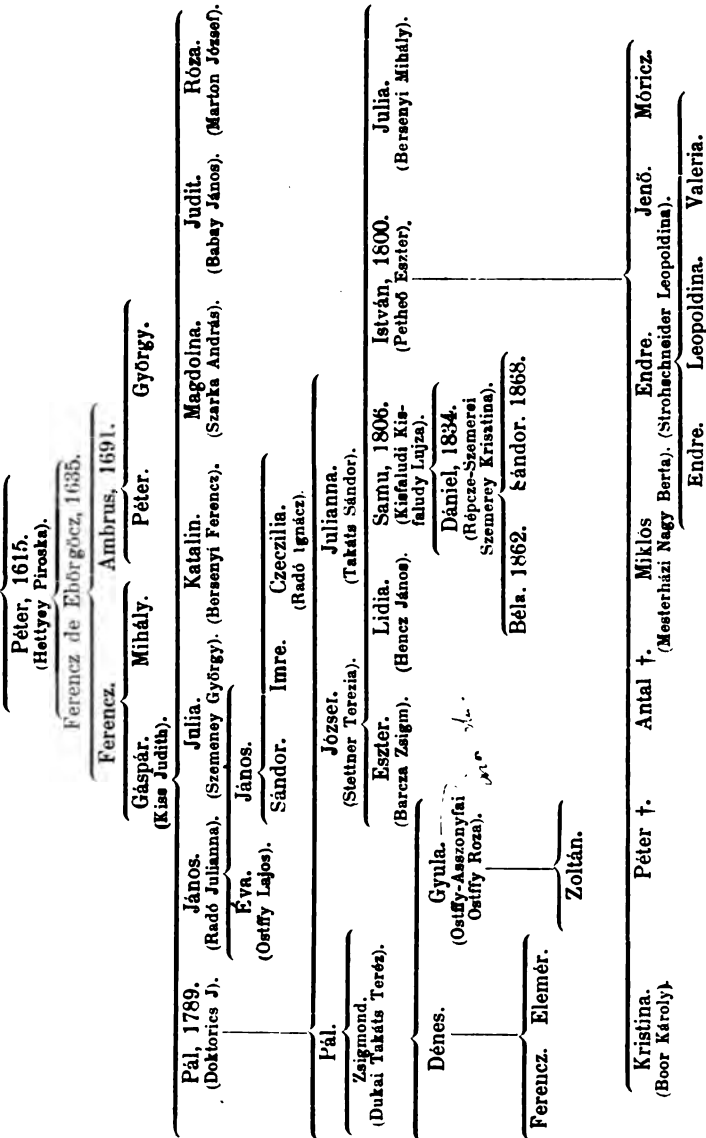 Péter, 1615.
(Hettyey Piroska).
Ferencz de Ebörgöcz, 1635.
Ferencz. Ambrus, 1691.
Gáspár. Mihály. Péter. György.
(Kiss Judith).
Pál, 1789. János. Julia. Katalin. Magdolna. Judit. Róza.
(Doktorics J). (Radó Julianna). (Szemeney György). (Bersenyi Ferencz). (Szarka András). (Babay János). (Marton József).
Éva. János.
(Ostffy Lajos).
Sándor. Imre. Czeczilia.
(Radó Ignácz).
Pál. József. Julianna.
(Stettner Terezia). (Takáts Sándor).
Zsigmond. Eszter. Lidia. Samu, 1806. István, 1800. Julia.
(Dukai Takáts Teréz). (Barcza Zsigm). (Hencz János). (Kisfaludi Kis- (Petheő Eszter). (Bersenyi Mihály).
faludy Lujza).
Dániel, 1834.
(Répcze-Szemerei
Szemerey Krisztina).
Dénes. Gyula.
(Ostffy-Asszonyfai
Ostffy Roza).
Béla. 1862. Sándor. 1868.
Ferencz. Elemér. Zoltán.
Kristina. Péter †. Antal †. Miklós Endre. Jenő. Móricz.
(Boor Károly). (Mesterházi Nagy Berta). (Strohschneider Leopoldina).
Endre. Leopoldina. Valeria.